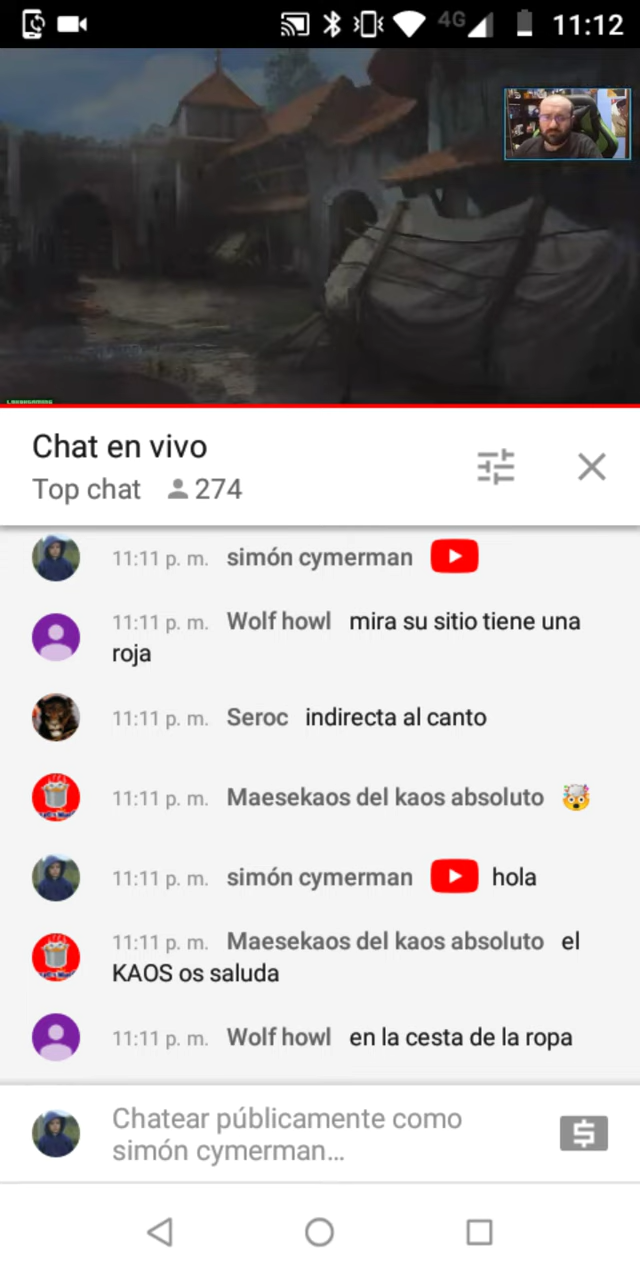 4G 11:12
Chat en vivo
Top chat 274
11:11 p. m. simón cymerman
11:11 p. m. Wolf howl mira su sitio tiene una
roja
11:11 p. m. Seroc indirecta al canto
11:11 p. m. Maesekaos del kaos absoluto
11:11 p. m. simón cymerman hola
11:11 p. m. Maesekaos del kaos absoluto el
KAOS os saluda
11:11 p. m. Wolf howl en la cesta de la ropa
Chatear públicamente como
simón cymerman...